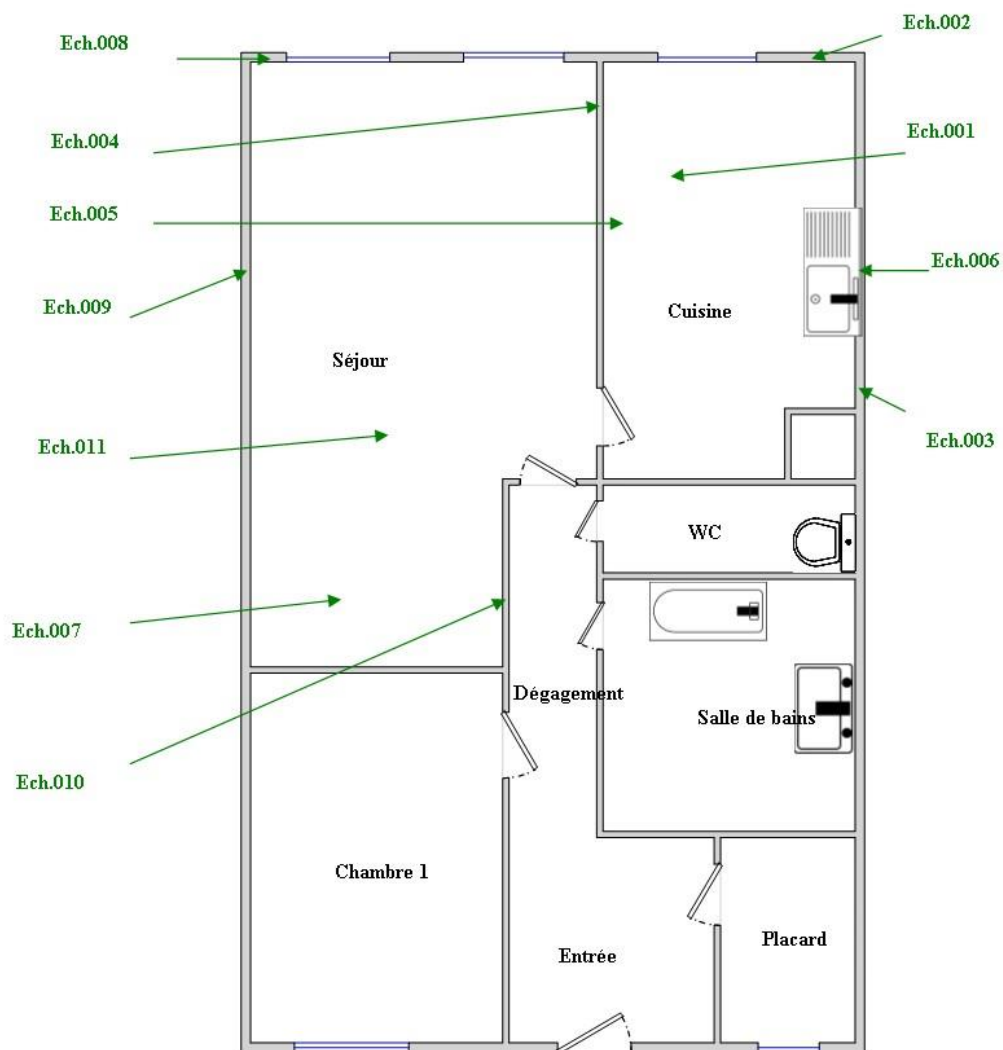 Ech.008
Ech.002
Ech.004
Ech.001
Ech.005
Ech.006
Ech.009
Cuisine
Séjour
Ech.011
Ech.003
WC
Ech.007
Dégagement
Salle de bains
Ech.010
Chambre 1
Placard
Entrée